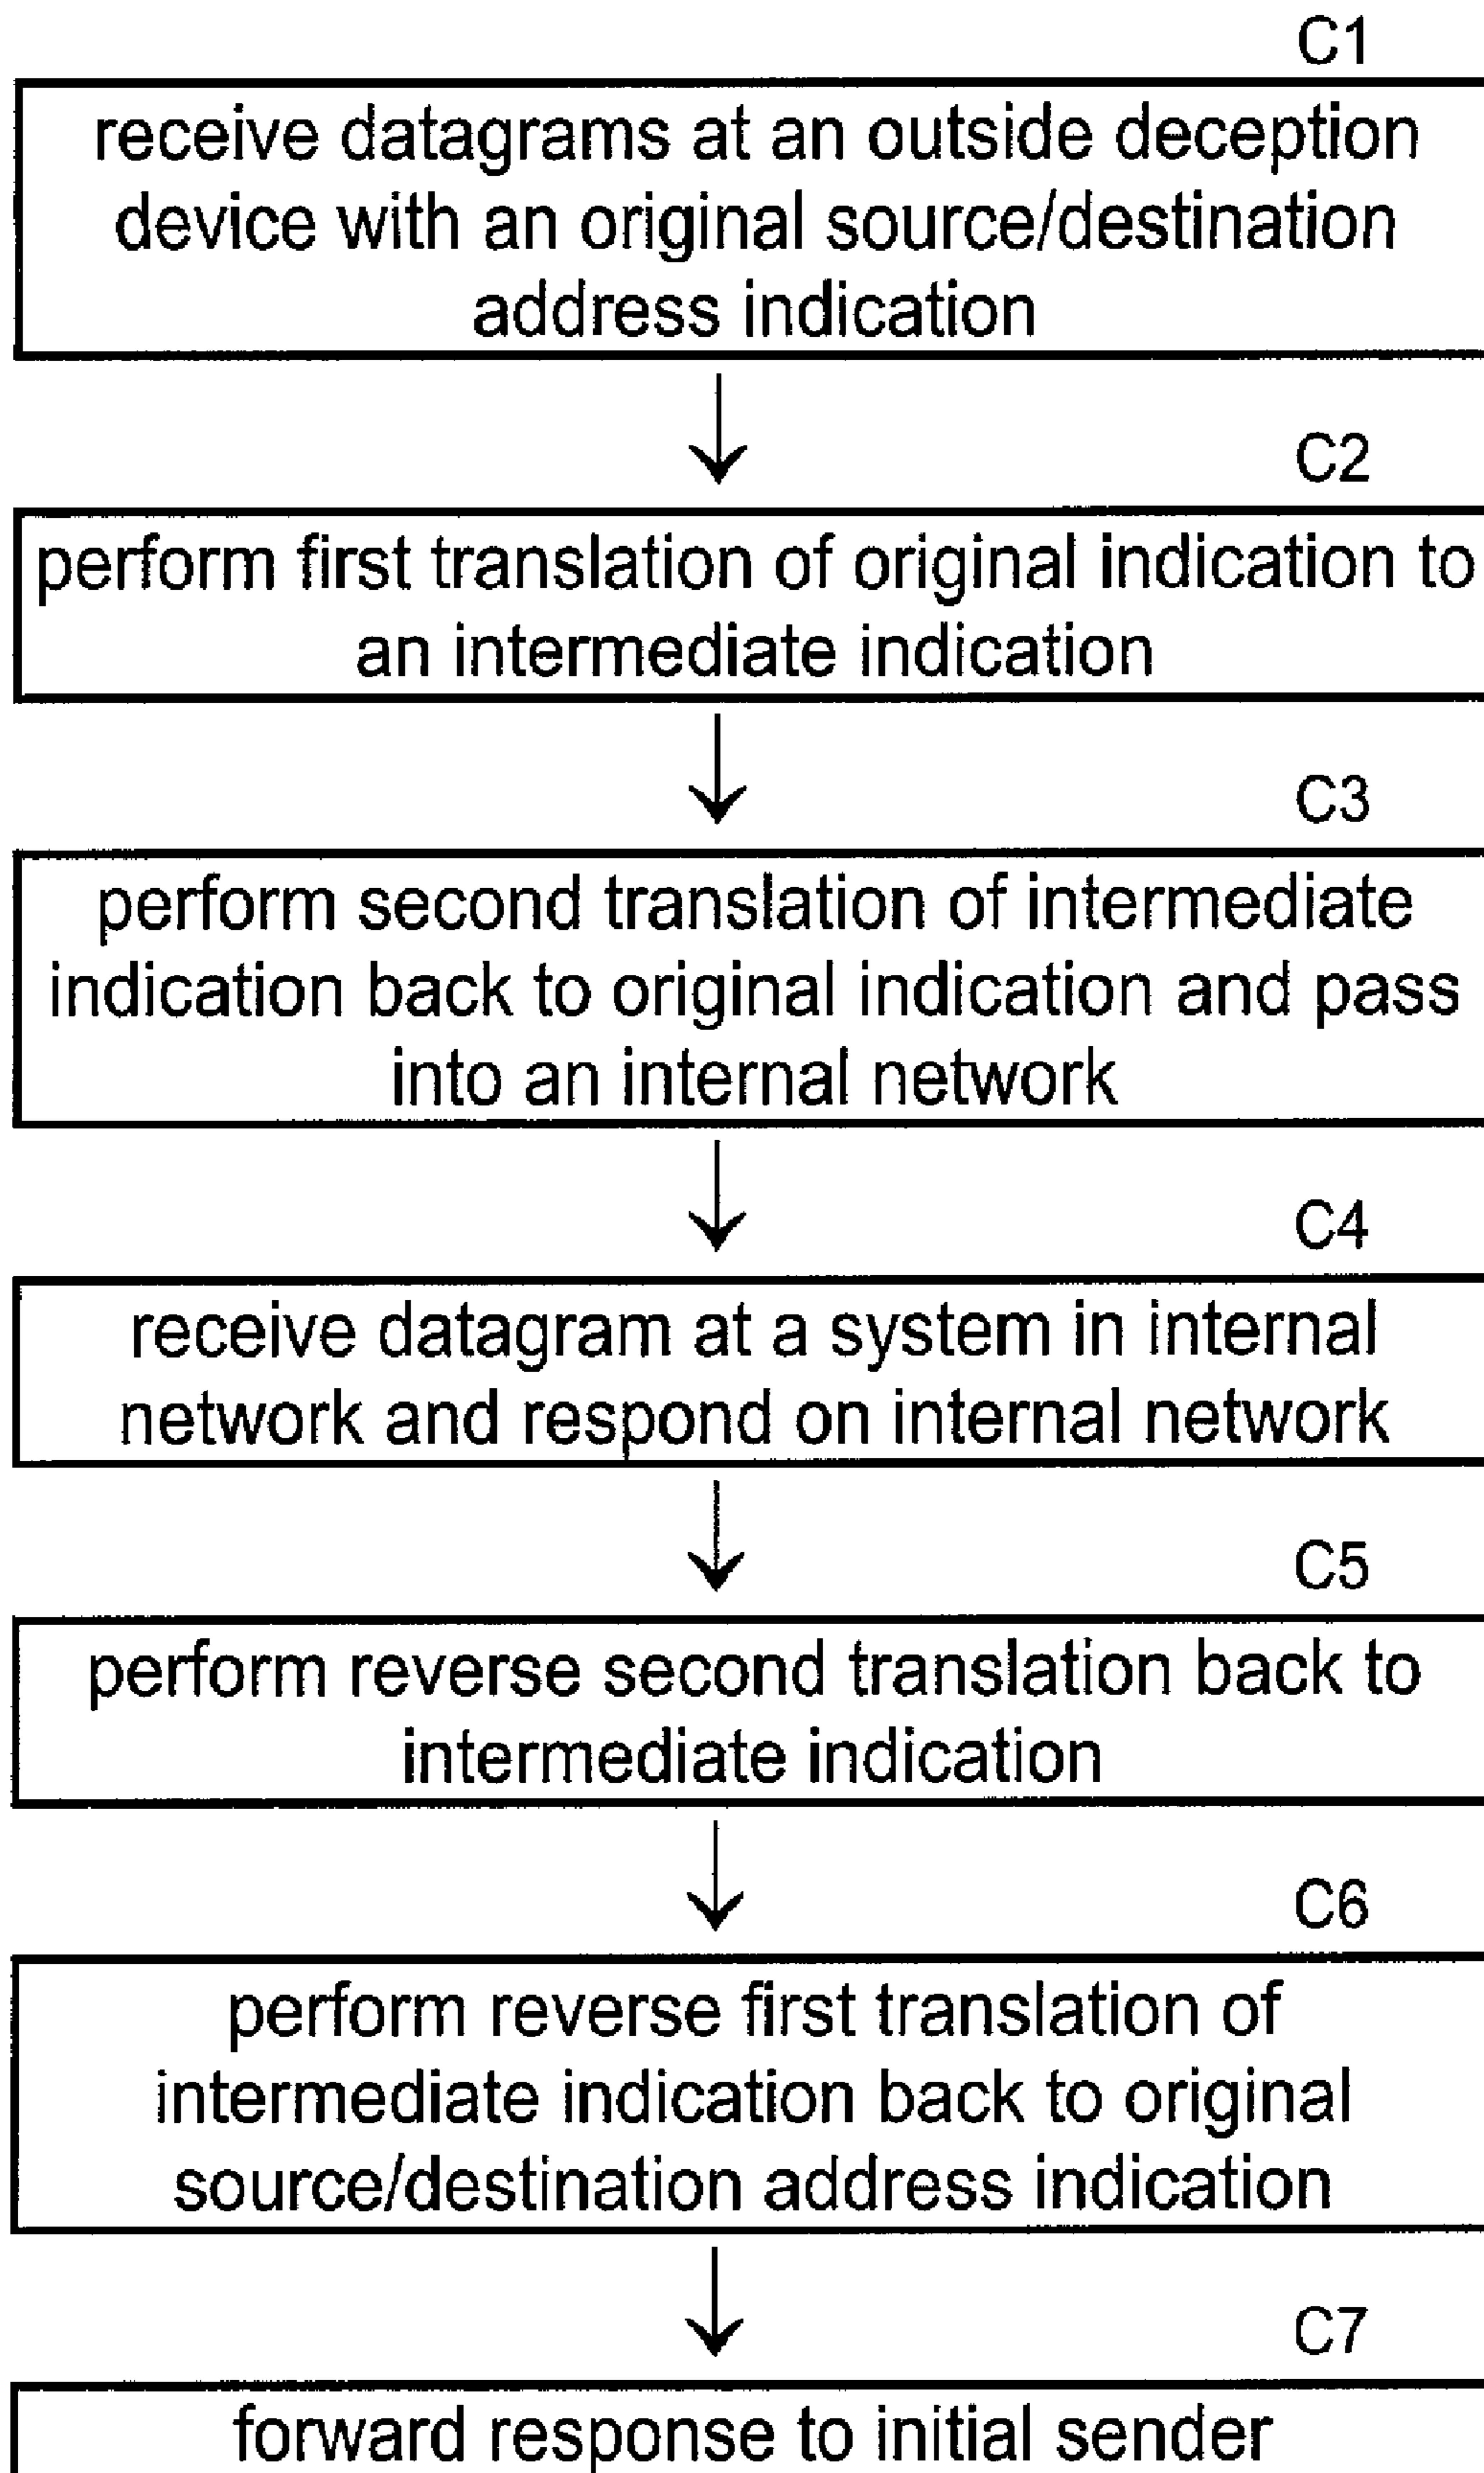 C1
receive datagrams at an outside deception
device with an original source/destination
address indication
C2
perform first translation of original indication to
an intermediate indication
C3
perform second translation of intermediate
indication back to original indication and pass
into an internal network
C4
receive datagram at a system in internal
network and respond on internal network
C5
perform reverse second translation back to
intermediate indication
C6
perform reverse first translation of
intermediate indication back to original
source/destination address indication
C7
forward response to initial sender